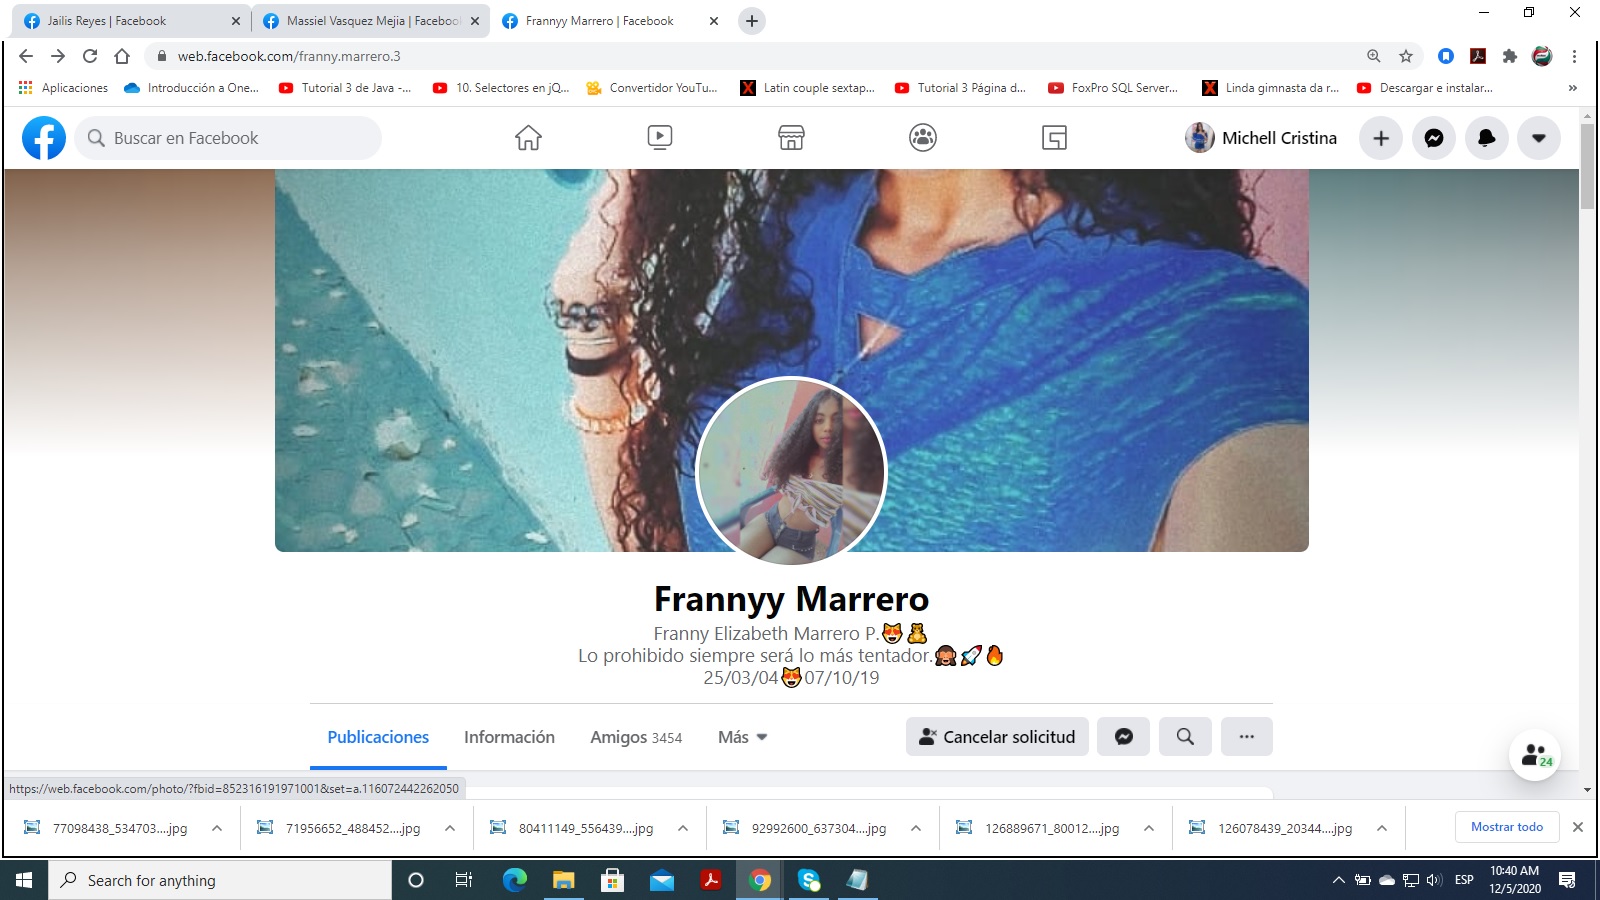 Jailis Reyes | Facebook
Massiel Vasquez Mejia | Facebook
Frannyy Marrero | Facebook
web.facebook.com/franny.marrero.3
Aplicaciones
Introducción a One...
Tutorial 3 de Java -...
10. Selectores en jQ...
Convertidor YouTu...
Latin couple sextap...
Tutorial 3 Página d...
FoxPro SQL Server...
Linda gimnasta da r...
Descargar e instalar...
Buscar en Facebook
Michell Cristina
Frannyy Marrero
Franny Elizabeth Marrero P.😻🧸
Lo prohibido siempre será lo más tentador.🙈🚀🔥
25/03/04😻07/10/19
Publicaciones
Información
Amigos 3454
Más
Cancelar solicitud
24
https://web.facebook.com/photo/?fbid=852316191971001&set=a.116072442262050
77098438_534703....jpg
71956652_488452....jpg
80411149_556439....jpg
92992600_637304....jpg
126889671_80012....jpg
126078439_20344....jpg
Mostrar todo
Search for anything
ESP
10:40 AM
12/5/2020